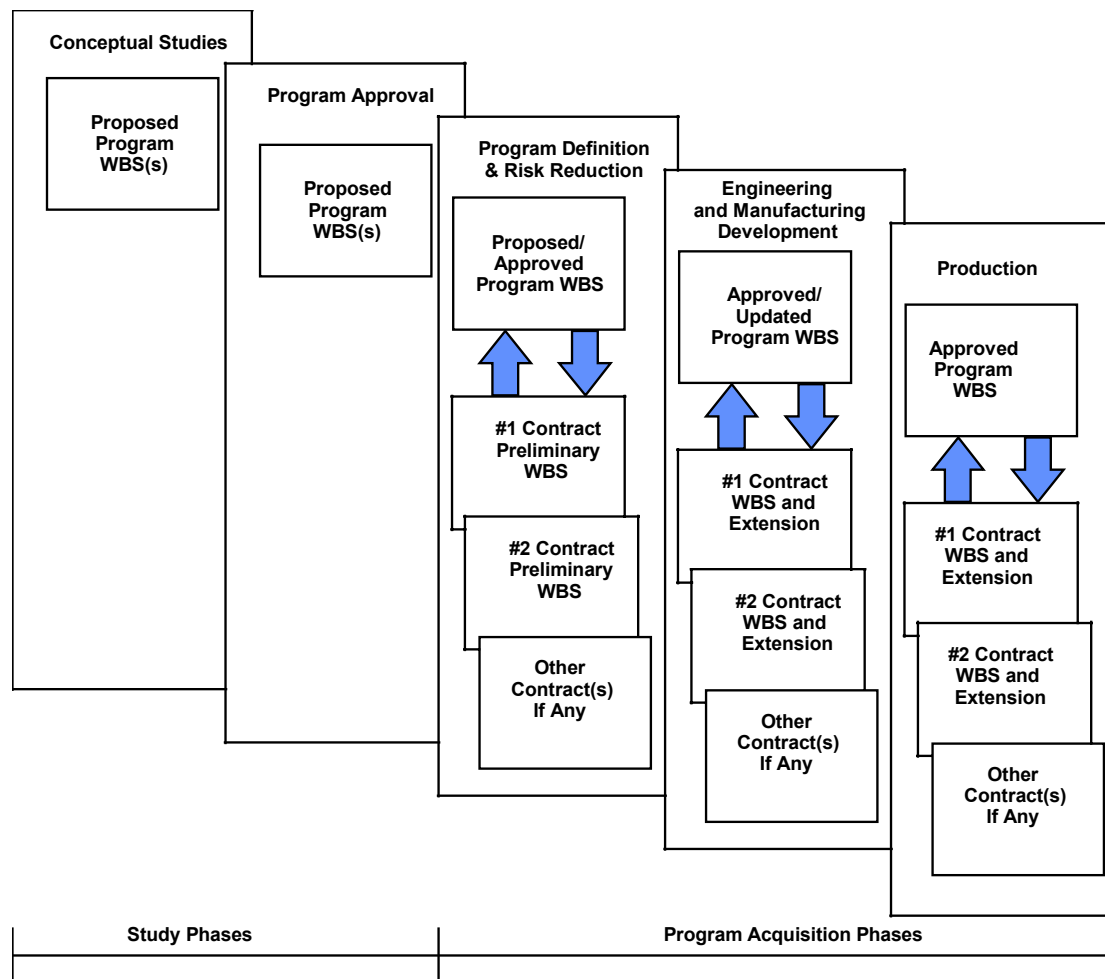 Conceptual Studies
Proposed
Program
WBS(s)
Program Approval
Proposed
Program
WBS(s)
Program Definition
& Risk Reduction
Proposed/
Approved
Program WBS
#1 Contract
Preliminary
WBS
#2 Contract
Preliminary
WBS
Other
Contract(s)
If Any
Engineering
and Manufacturing
Development
Approved/
Updated
Program WBS
#1 Contract
WBS and
Extension
#2 Contract
WBS and
Extension
Other
Contract(s)
If Any
Production
Approved
Program
WBS
#1 Contract
WBS and
Extension
#2 Contract
WBS and
Extension
Other
Contract(s)
If Any
Study Phases
Program Acquisition Phases